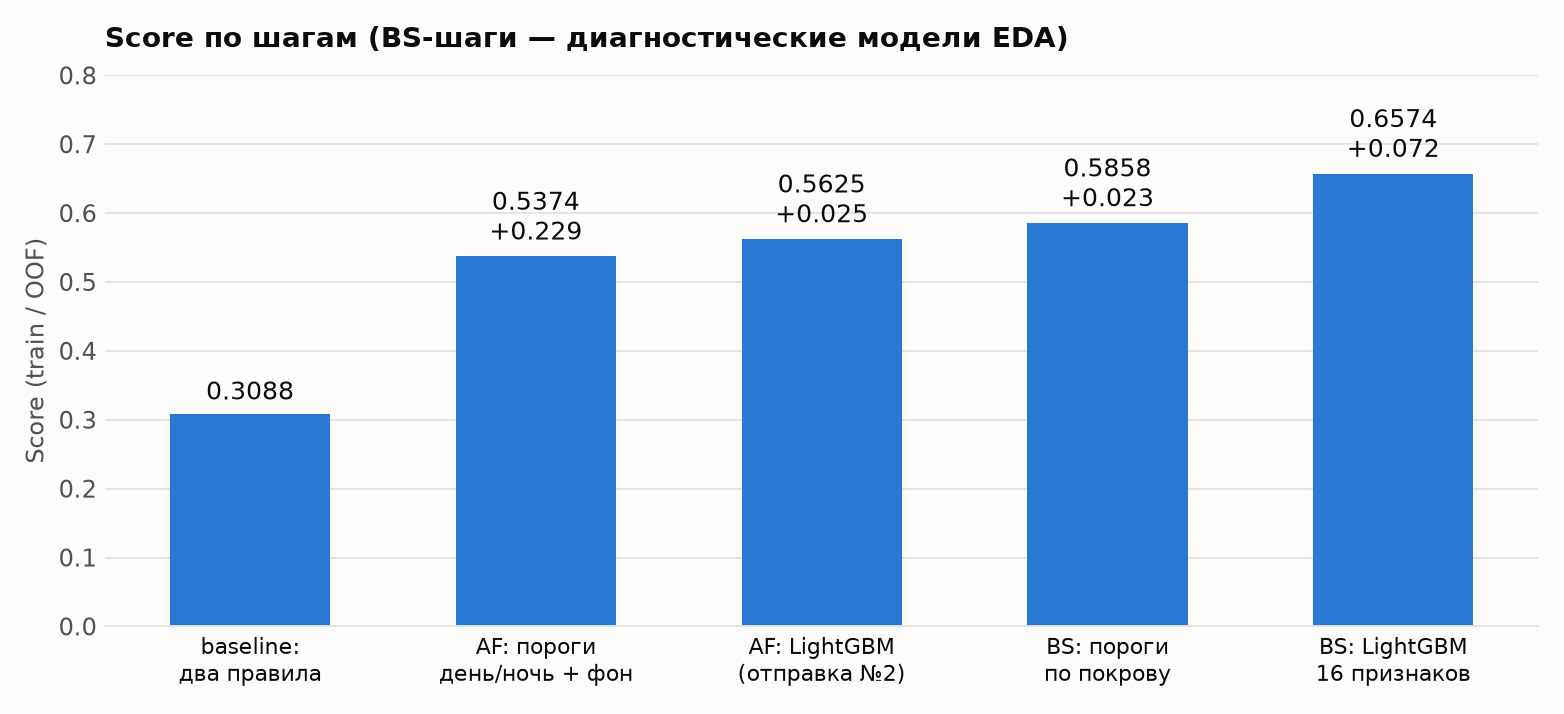 Score по шагам (BS-шаги — диагностические модели EDA)
Score (train / OOF)
0.8
0.7
0.6
0.5
0.4
0.3
0.2
0.1
0.0
0.3088
0.5374
+0.229
0.5625
+0.025
0.5858
+0.023
0.6574
+0.072
baseline:
два правила
AF: пороги
день/ночь + фон
AF: LightGBM
(отправка №2)
BS: пороги
по покрову
BS: LightGBM
16 признаков